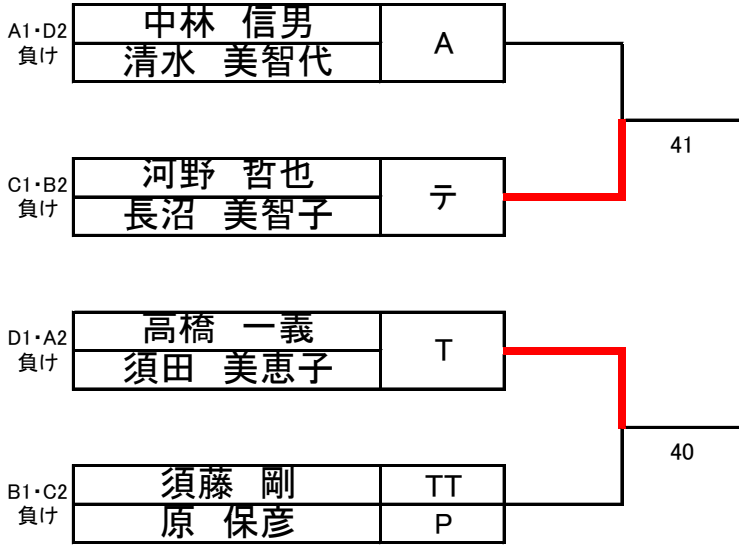 A1・D2
負け
中林　信男
清水　美智代
A
41
C1・B2
負け
河野　哲也
長沼　美智子
テ
D1・A2
負け
高橋　一義
須田　美恵子
T
40
B1・C2
負け
須藤　剛
TT
原　保彦
P